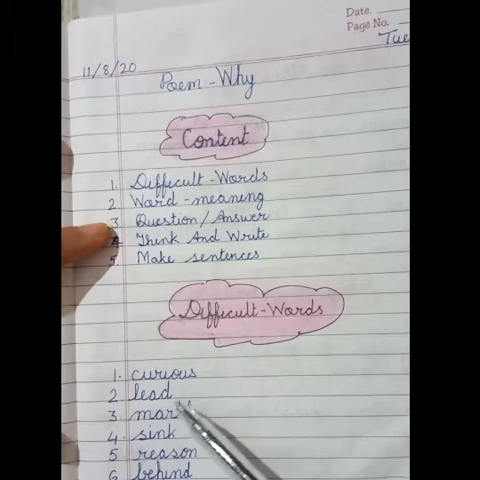 Date.
Page No.
Tue
11/8/20
Poem - Why
Content
1. Difficult - Words
2 Word - meaning
3 Question/Answer
4 Think And Write
5. Make sentences
Difficult - Words
1. curious
2 lead
3.
4. sink
5 reason
6 behind